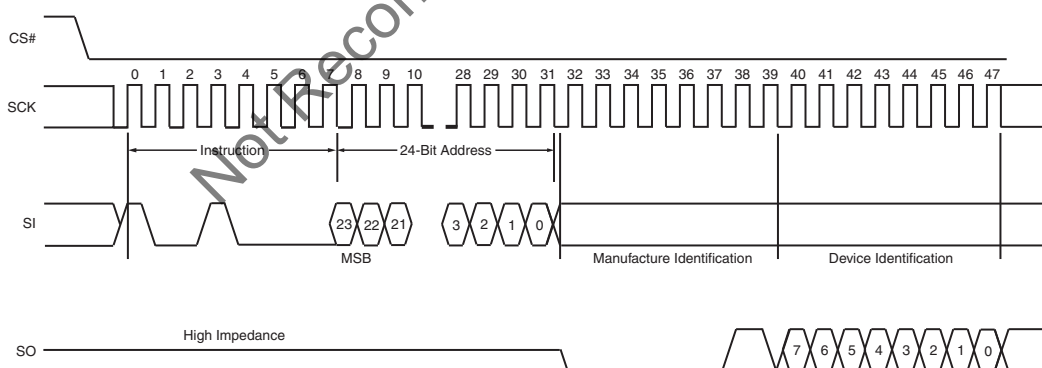 Not Recom
CS#
0 1 2 3 4 5 6 7 8 9 10 28 29 30 31 32 33 34 35 36 37 38 39 40 41 42 43 44 45 46 47
SCK
Instruction 24-Bit Address
SI
23 22 21 3 2 1 0
MSB Manufacture Identification Device Identification
High Impedance
SO
7 6 5 4 3 2 1 0